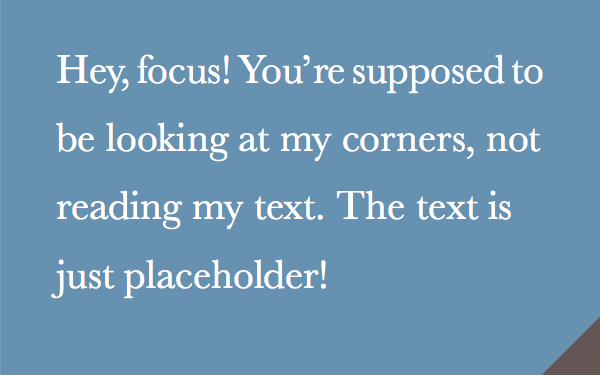 Hey, focus! You’re supposed to
be looking at my corners, not
reading my text. The text is
just placeholder!